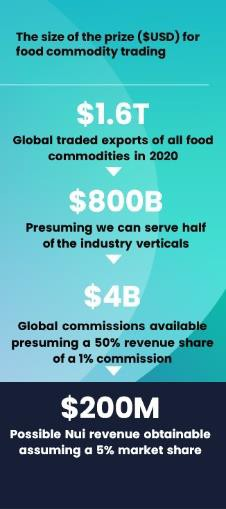 The size of the prize ($USD) for
food commodity trading
$1.6T
Global traded exports of all food
commodities in 2020
$800B
Presuming we can serve half
of the industry verticals
$4B
Global commissions available
presuming a 50% revenue share
of a 1% commission
$200M
Possible Nui revenue obtainable
assuming a 5% market share